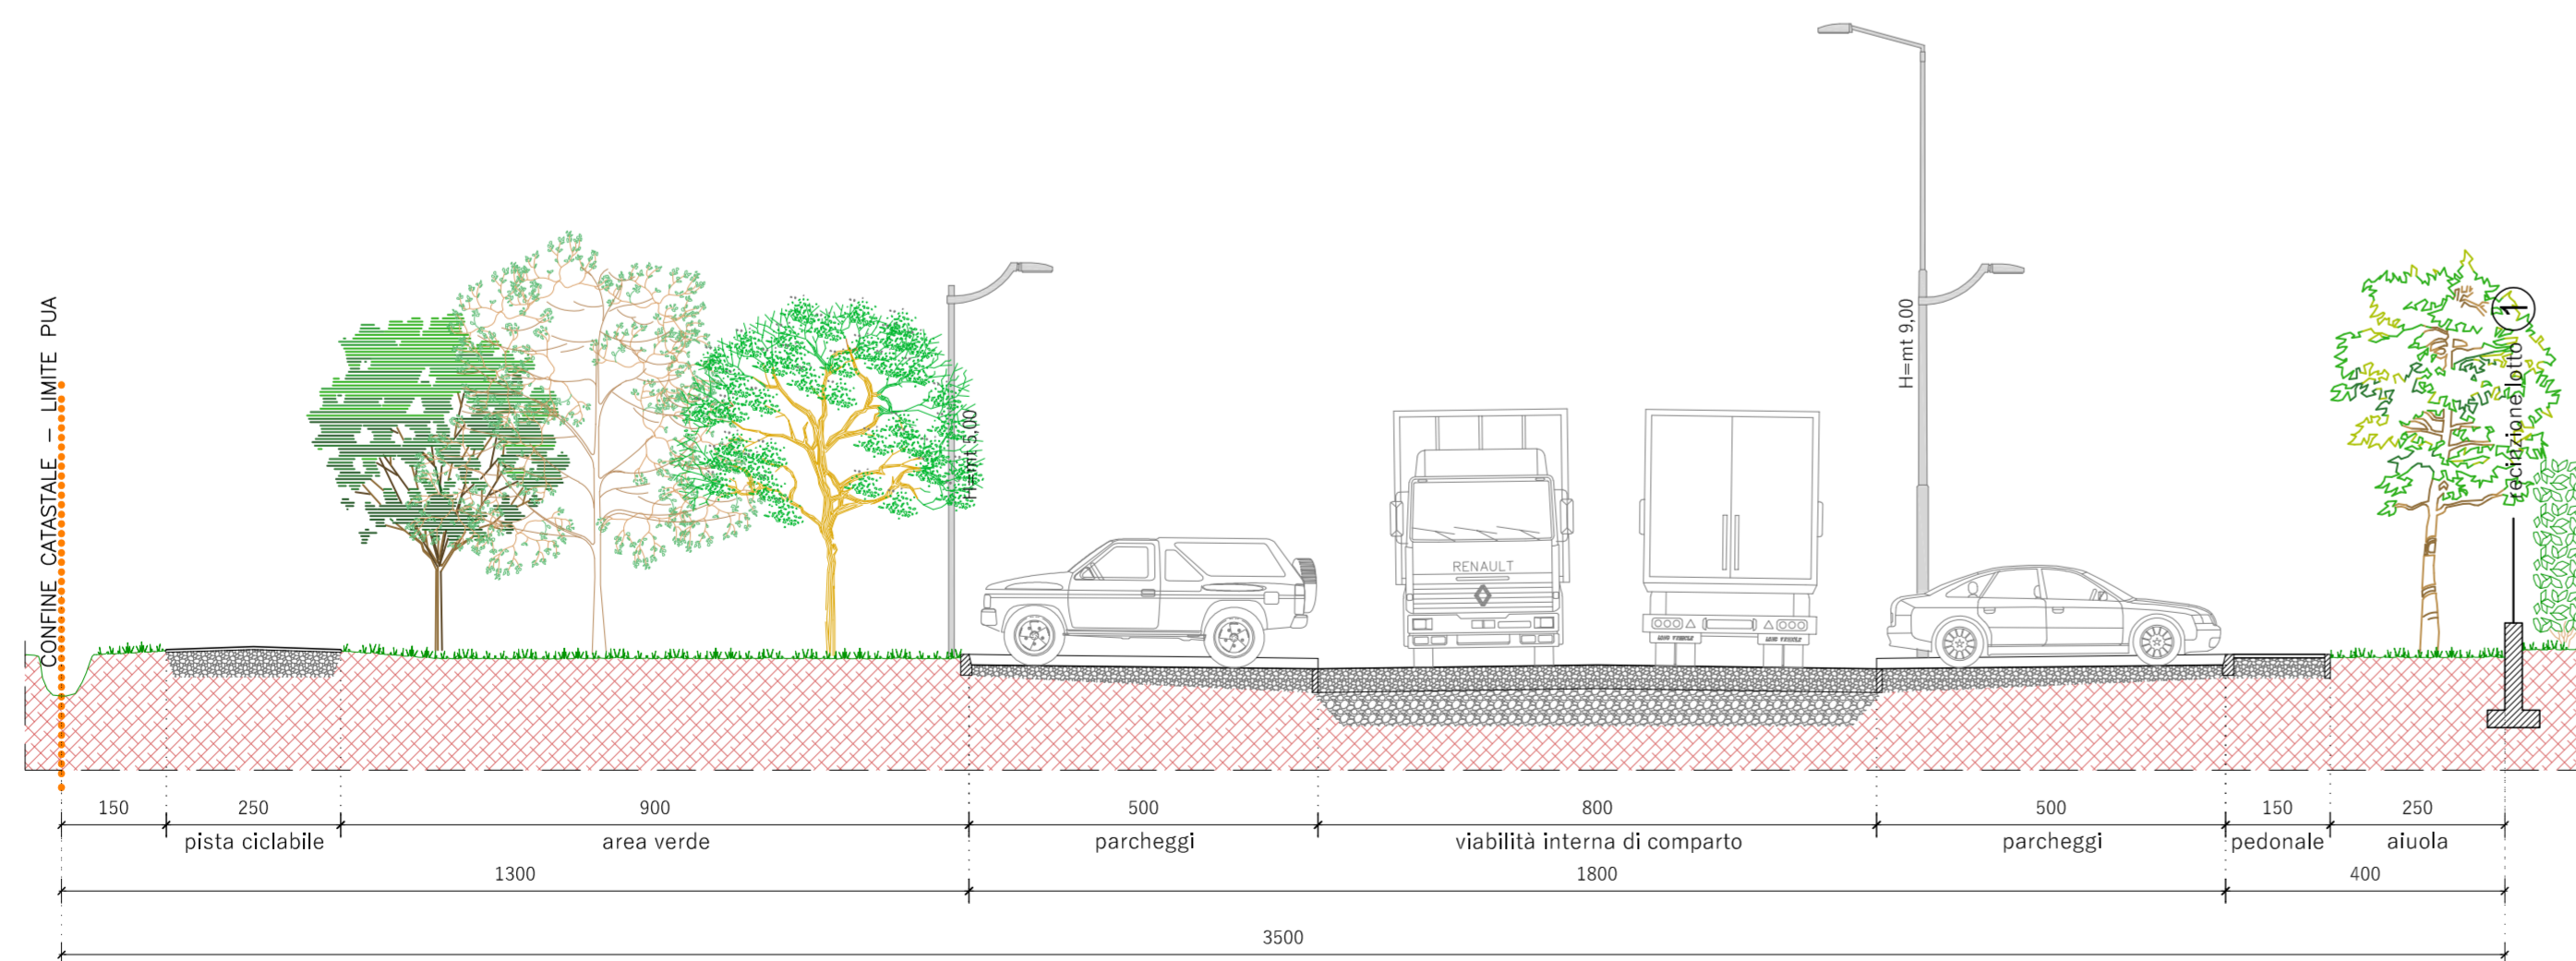 CONFINE CATASTALE – LIMITE PUA
H=mt 5,00
RENAULT
H=mt 9,00
1
recinzione lotto
150 250 900 500 800 500 150 250
pista ciclabile area verde parcheggi viabilità interna di comparto parcheggi pedonale aiuola
1300 1800 400
3500